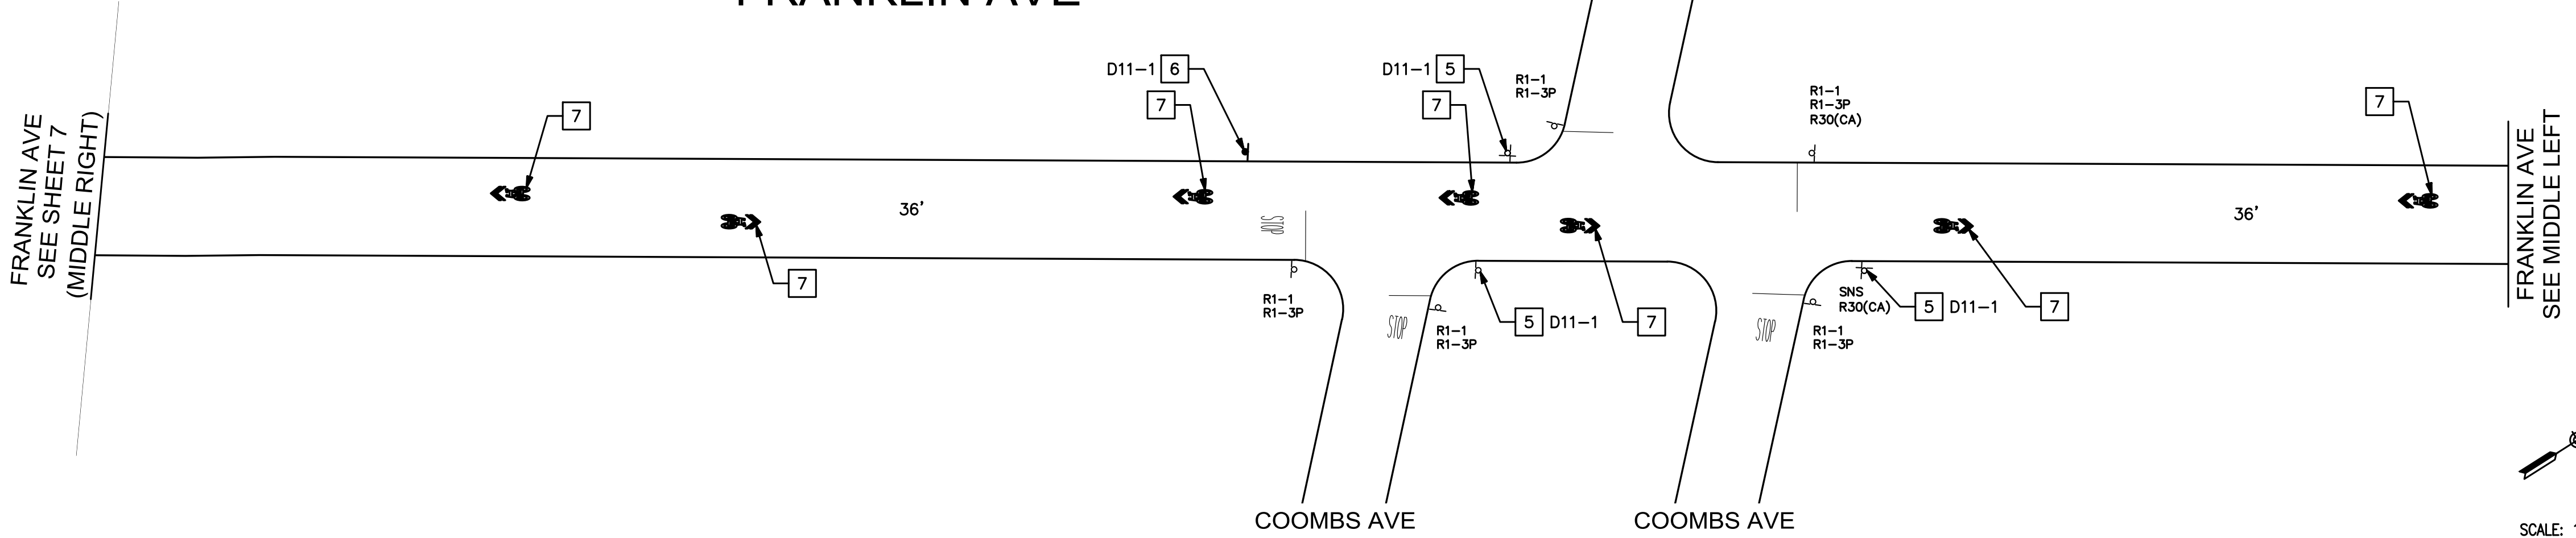 FRANKLIN AVE
FRANKLIN AVE
SEE SHEET 7
(MIDDLE RIGHT)
7
7
36'
D11-1 6
7
D11-1 5
7
R1-1
R1-3P
R1-1
R1-3P
R30(CA)
7
STOP
R1-1
R1-3P
STOP
R1-1
R1-3P
5 D11-1
7
STOP
R1-1
R1-3P
SNS
R30(CA)
5 D11-1
7
36'
FRANKLIN AVE
SEE MIDDLE LEFT
COOMBS AVE
COOMBS AVE
SCALE: